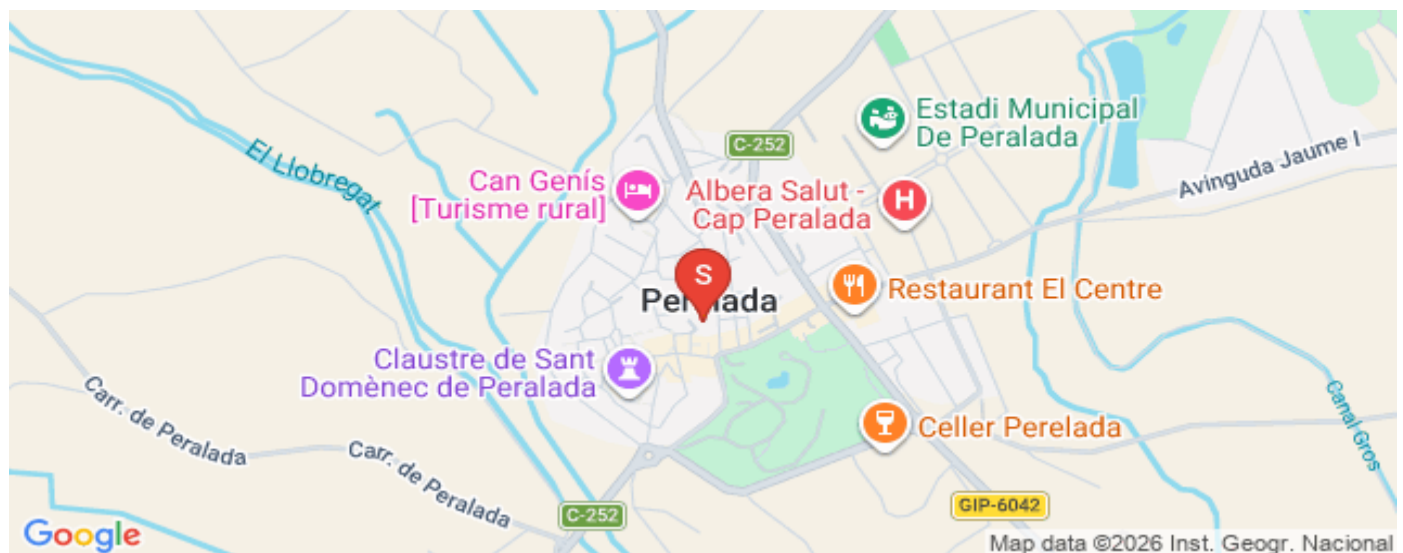 Estadi Municipal
De Peralada
C-252
Avinguda Jaume I
El Llobregat
Can Genís
[Turisme rural]
Albera Salut -
Cap Peralada
S
Peralada
Restaurant El Centre
Claustre de Sant
Domènec de Peralada
Carr. de Peralada
Celler Perelada
Canal Gros
Carr. de Peralada
GIP-6042
C-252
Google
Map data ©2026 Inst. Geogr. Nacional